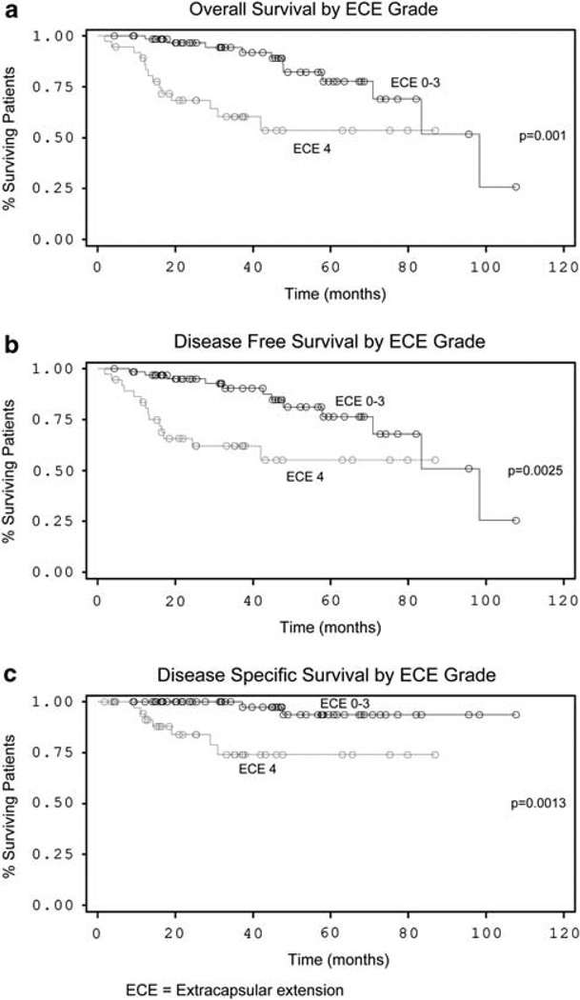 a
Overall Survival by ECE Grade
% Surviving Patients
1.00
0.75
0.50
0.25
0.00
ECE 0-3
ECE 4
p=0.001
0 20 40 60 80 100 120
Time (months)
b
Disease Free Survival by ECE Grade
% Surviving Patients
1.00
0.75
0.50
0.25
0.00
ECE 0-3
ECE 4
p=0.0025
0 20 40 60 80 100 120
Time (months)
c
Disease Specific Survival by ECE Grade
% Surviving Patients
1.00
0.75
0.50
0.25
0.00
ECE 0-3
ECE 4
p=0.0013
0 20 40 60 80 100 120
Time (months)
ECE = Extracapsular extension